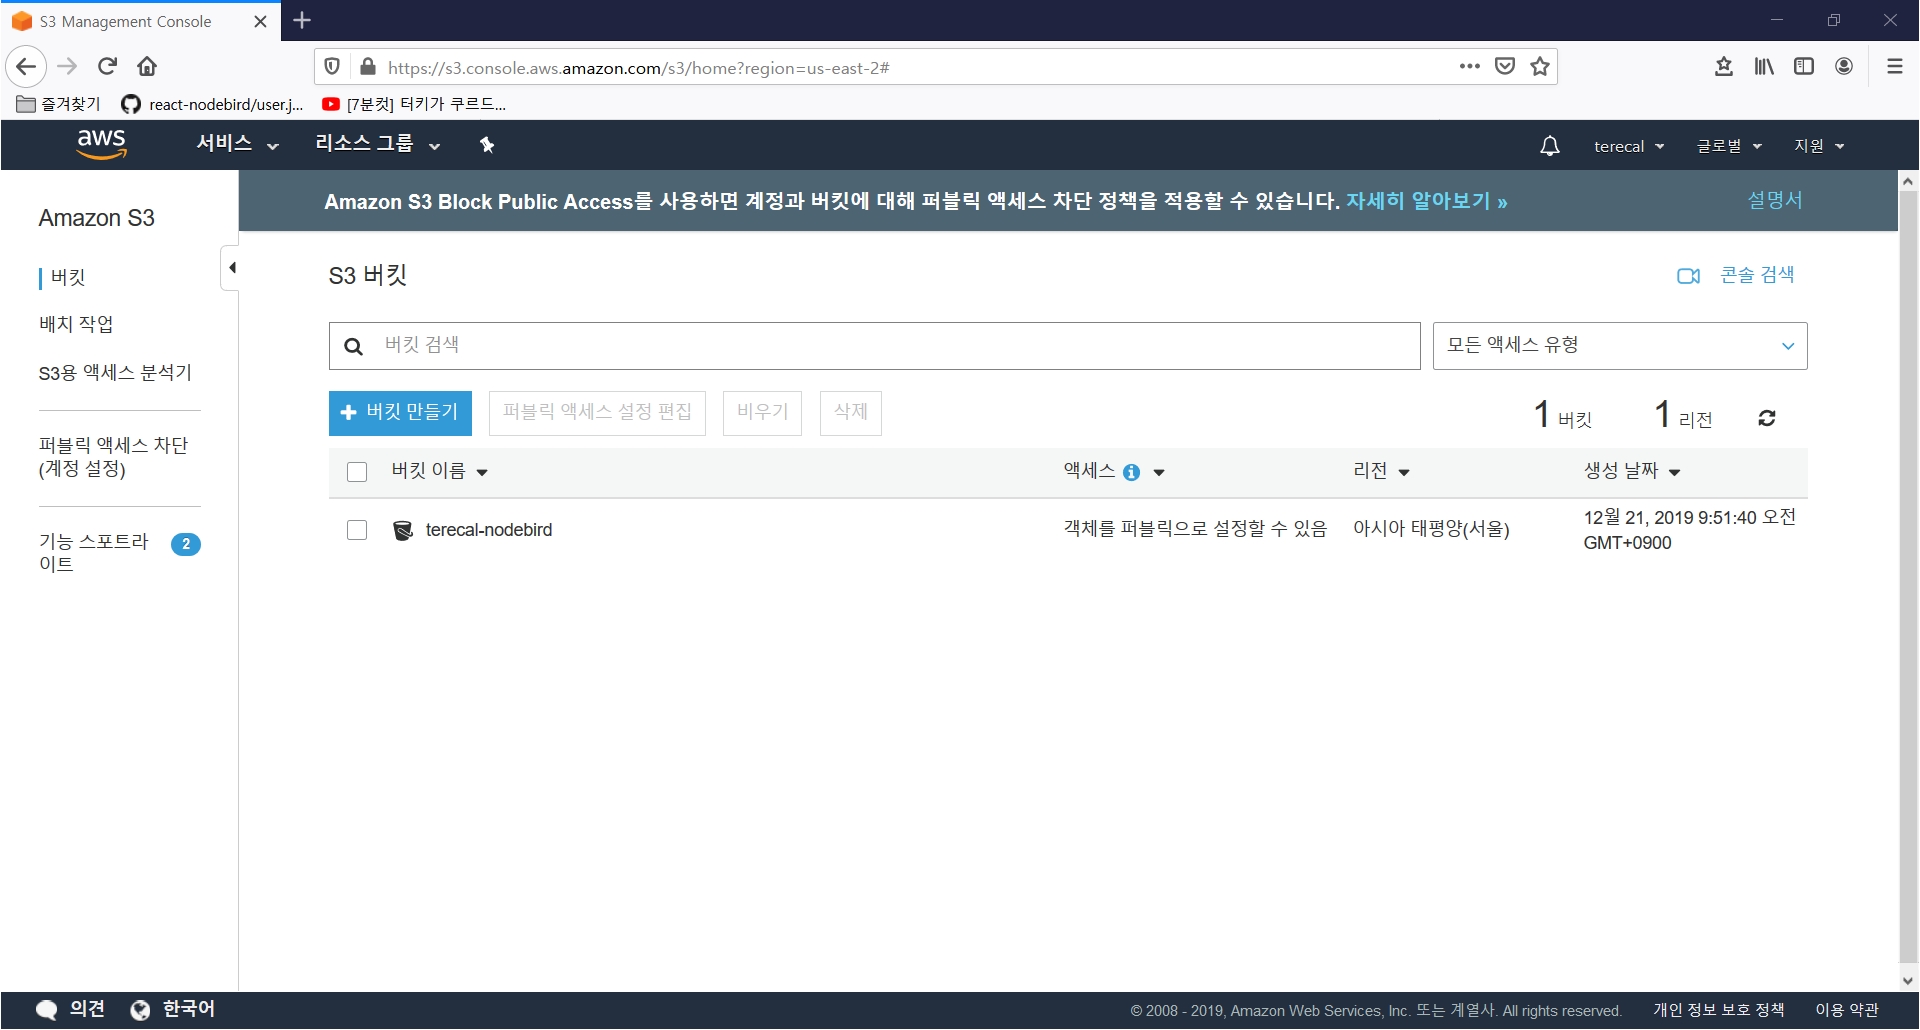 S3 Management Console
https://s3.console.aws.amazon.com/s3/home?region=us-east-2#
즐겨찾기 react-nodebird/user.j... [7분컷] 터키가 쿠르드...
aws 서비스 리소스 그룹 terecal 글로벌 지원
Amazon S3 Block Public Access를 사용하면 계정과 버킷에 대해 퍼블릭 액세스 차단 정책을 적용할 수 있습니다. 자세히 알아보기 » 설명서
Amazon S3
버킷
배치 작업
S3용 액세스 분석기
퍼블릭 액세스 차단
(계정 설정)
기능 스포트라
이트
2
S3 버킷 콘솔 검색
버킷 검색 모든 액세스 유형
버킷 만들기 퍼블릭 액세스 설정 편집 비우기 삭제 1 버킷 1 리전
버킷 이름 액세스 리전 생성 날짜
terecal-nodebird 객체를 퍼블릭으로 설정할 수 있음 아시아 태평양(서울) 12월 21, 2019 9:51:40 오전
GMT+0900
의견 한국어 © 2008 - 2019, Amazon Web Services, Inc. 또는 계열사. All rights reserved. 개인 정보 보호 정책 이용 약관